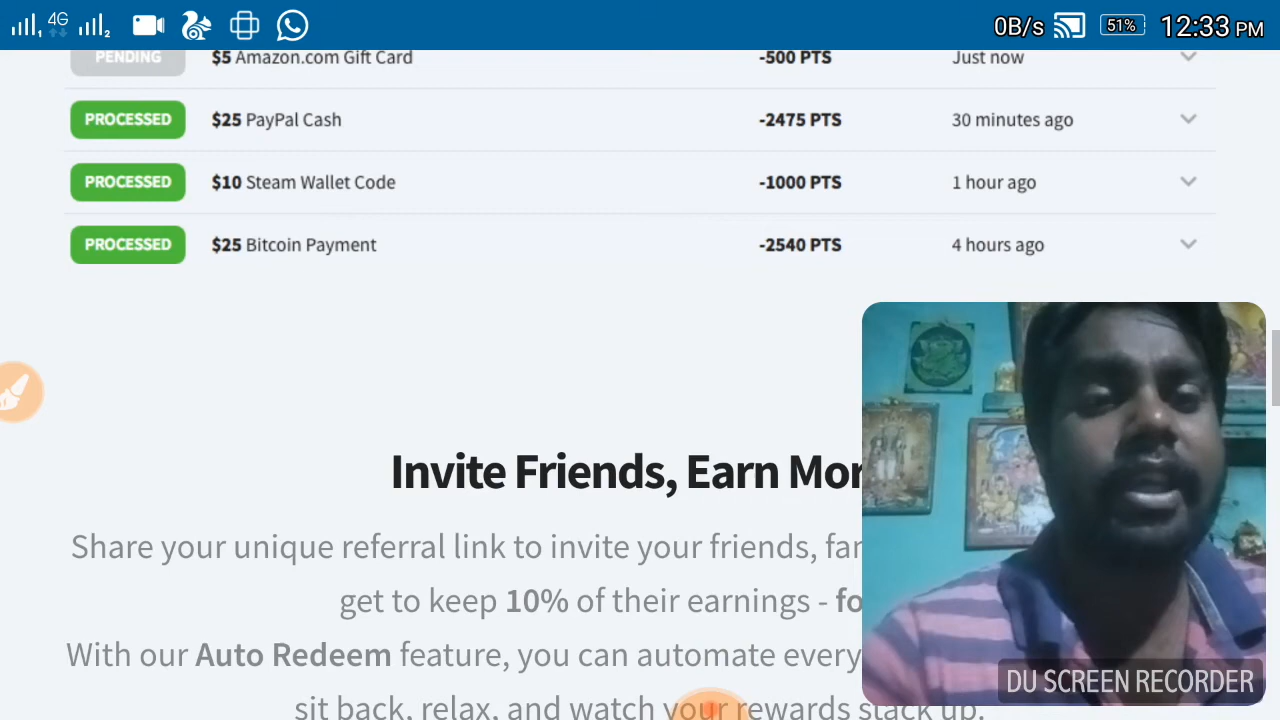 4G 0B/s 51% 12:33 PM
PENDING $5 Amazon.com Gift Card -500 PTS Just now
PROCESSED $25 PayPal Cash -2475 PTS 30 minutes ago
PROCESSED $10 Steam Wallet Code -1000 PTS 1 hour ago
PROCESSED $25 Bitcoin Payment -2540 PTS 4 hours ago
Invite Friends, Earn Mor
Share your unique referral link to invite your friends, far
get to keep 10% of their earnings - fo
With our Auto Redeem feature, you can automate every
sit back, relax, and watch your rewards stack up.
DU SCREEN RECORDER